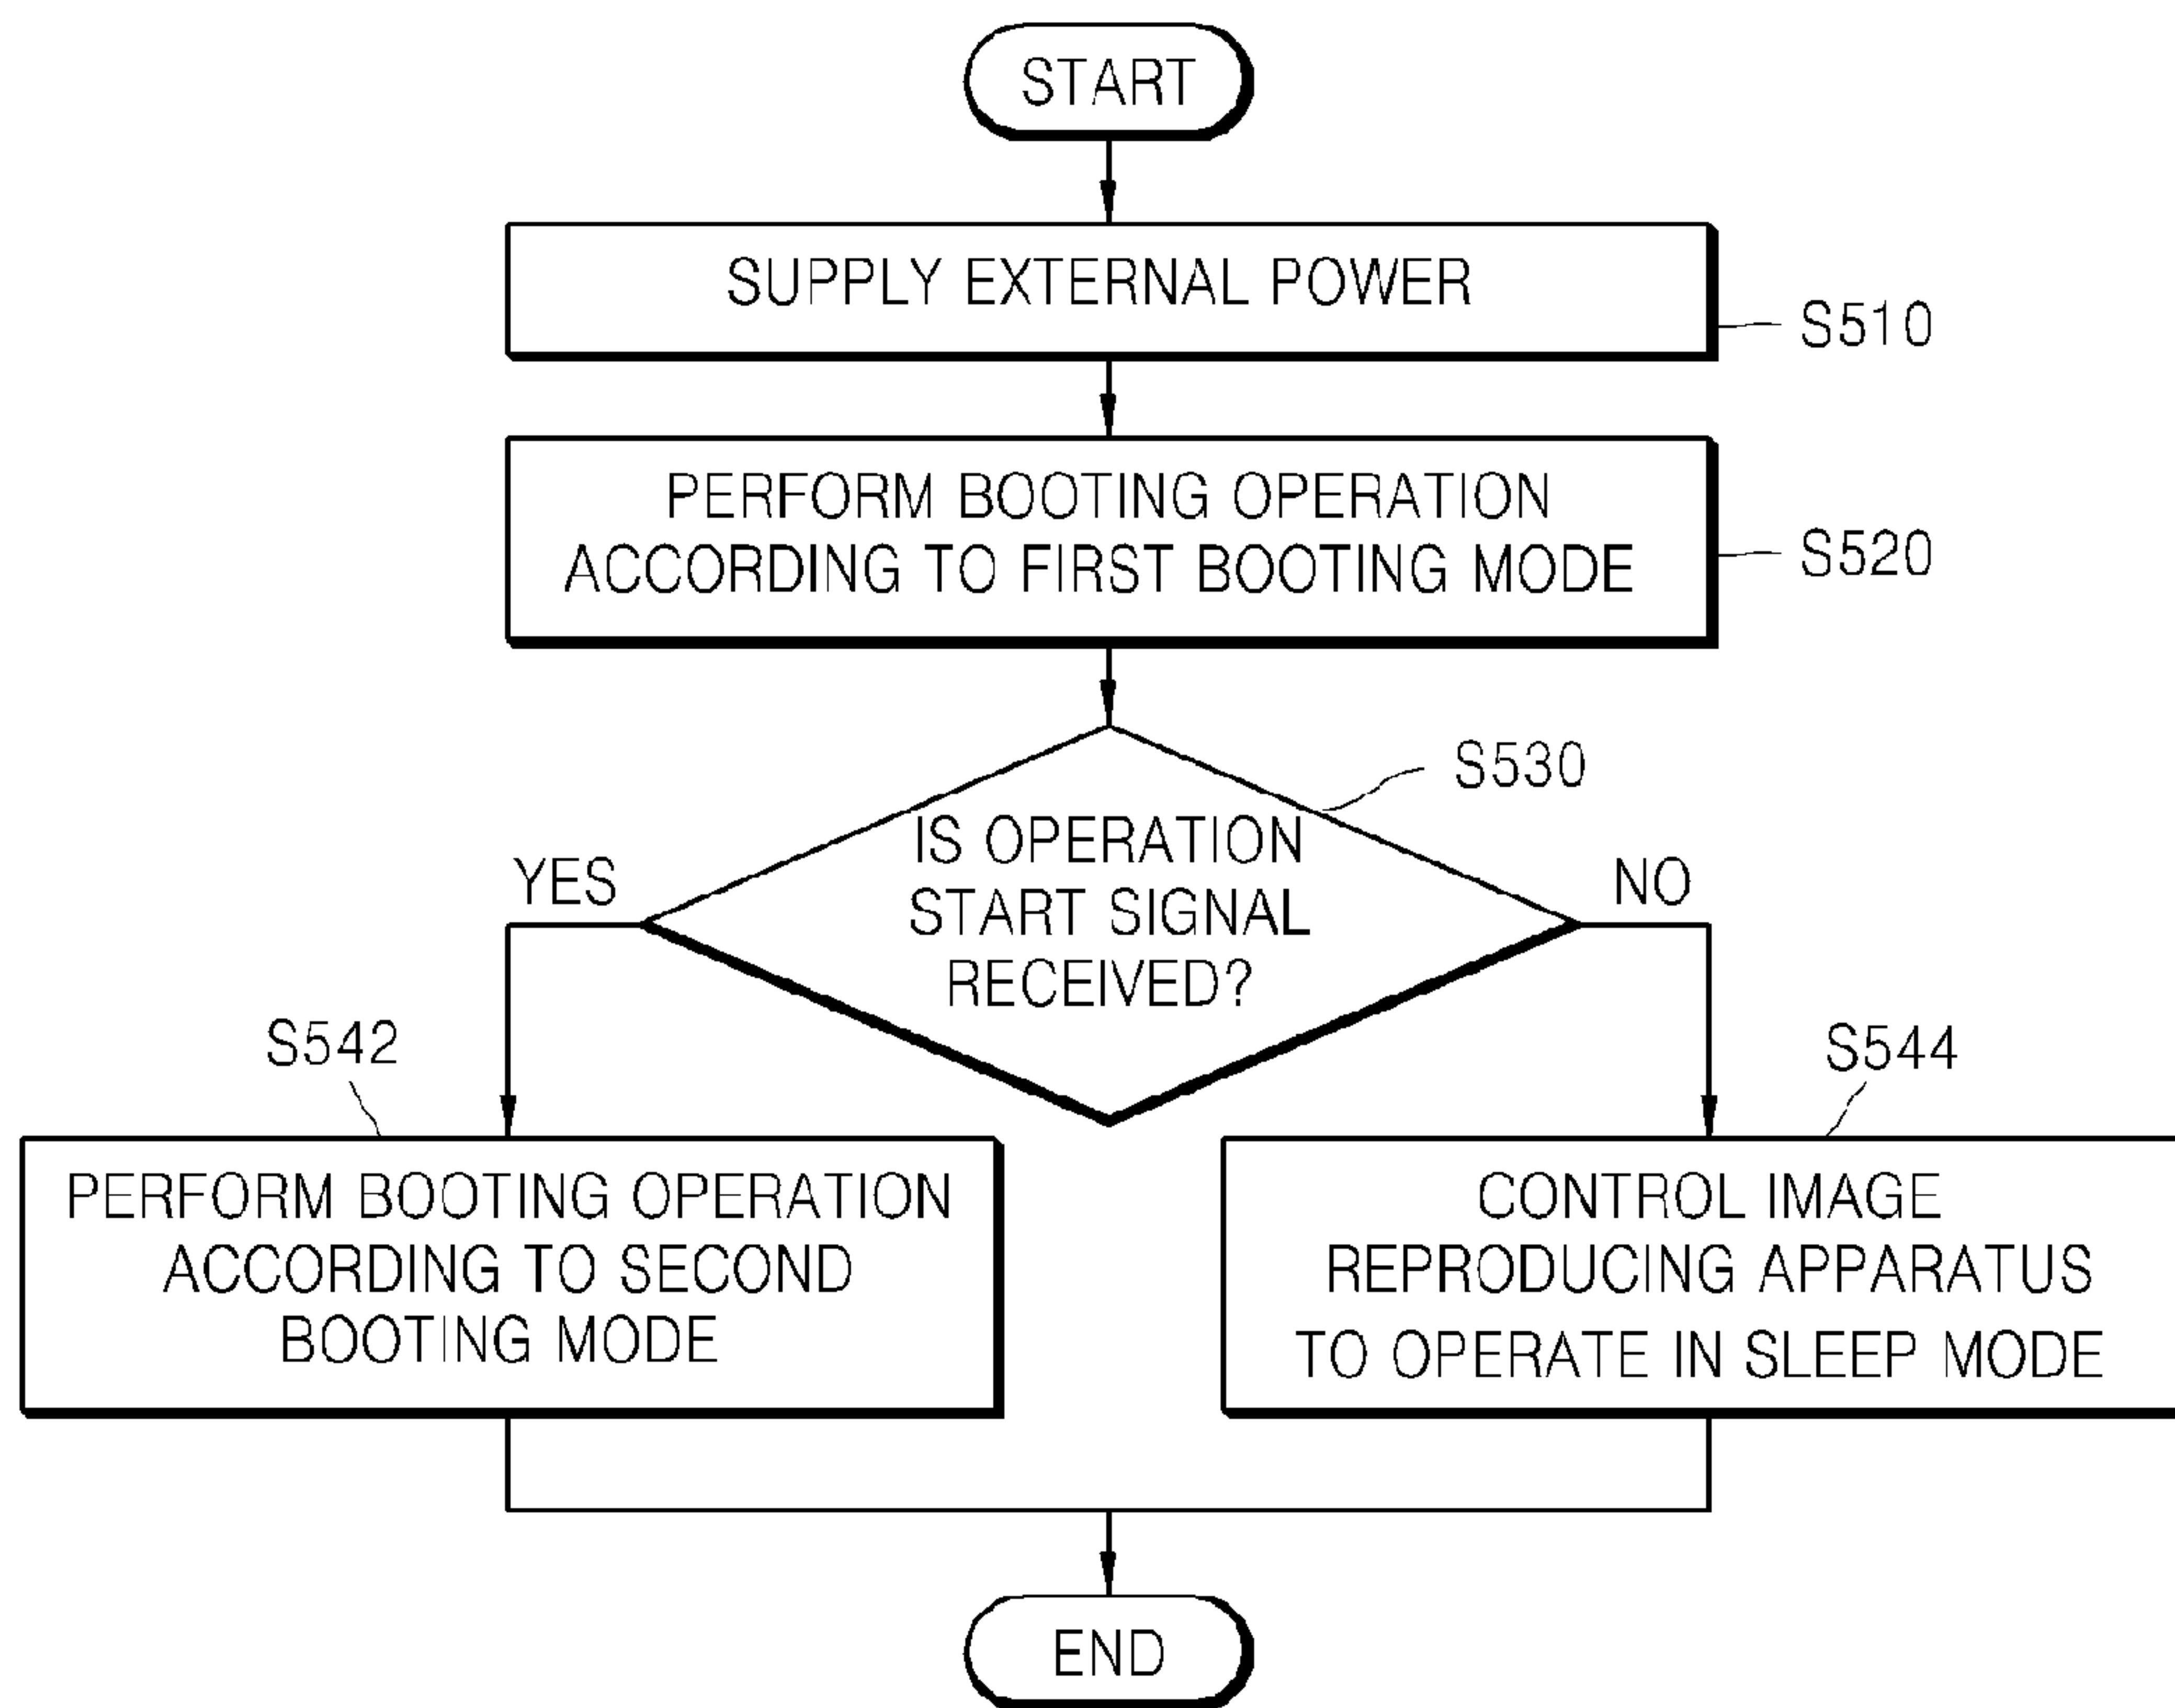 START
SUPPLY EXTERNAL POWER
S510
PERFORM BOOTING OPERATION
ACCORDING TO FIRST BOOTING MODE
S520
S530
IS OPERATION
START SIGNAL
RECEIVED?
YES
NO
S542
S544
PERFORM BOOTING OPERATION
ACCORDING TO SECOND
BOOTING MODE
CONTROL IMAGE
REPRODUCING APPARATUS
TO OPERATE IN SLEEP MODE
END